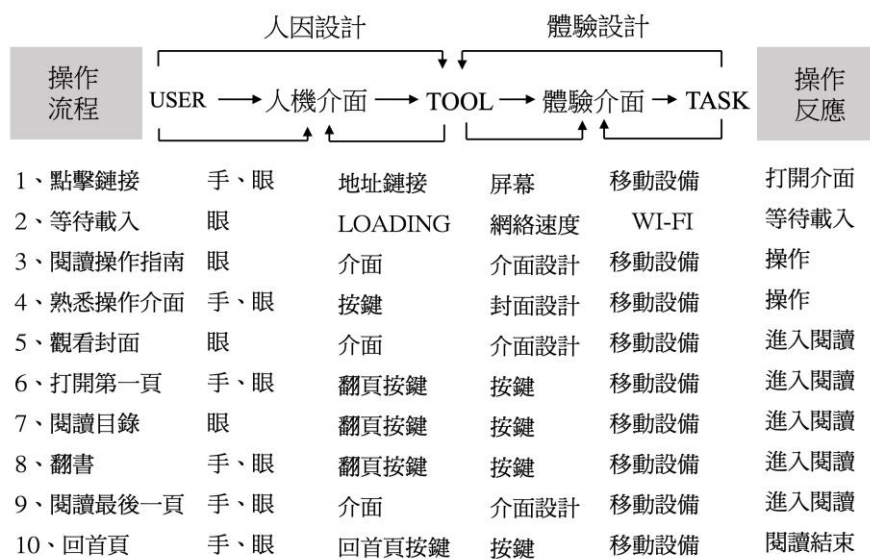 人因設計 體驗設計
操作
流程
USER 人機介面 TOOL 體驗介面 TASK
操作
反應
1、點擊鏈接 手、眼 地址鏈接 屏幕 移動設備 打開介面
2、等待載入 眼 LOADING 網絡速度 WI-FI 等待載入
3、閱讀操作指南 眼 介面 介面設計 移動設備 操作
4、熟悉操作介面 手、眼 按鍵 封面設計 移動設備 操作
5、觀看封面 眼 介面 介面設計 移動設備 進入閱讀
6、打開第一頁 手、眼 翻頁按鍵 按鍵 移動設備 進入閱讀
7、閱讀目錄 眼 翻頁按鍵 按鍵 移動設備 進入閱讀
8、翻書 手、眼 翻頁按鍵 按鍵 移動設備 進入閱讀
9、閱讀最後一頁 手、眼 介面 介面設計 移動設備 進入閱讀
10、回首頁 手、眼 回首頁按鍵 按鍵 移動設備 閱讀結束